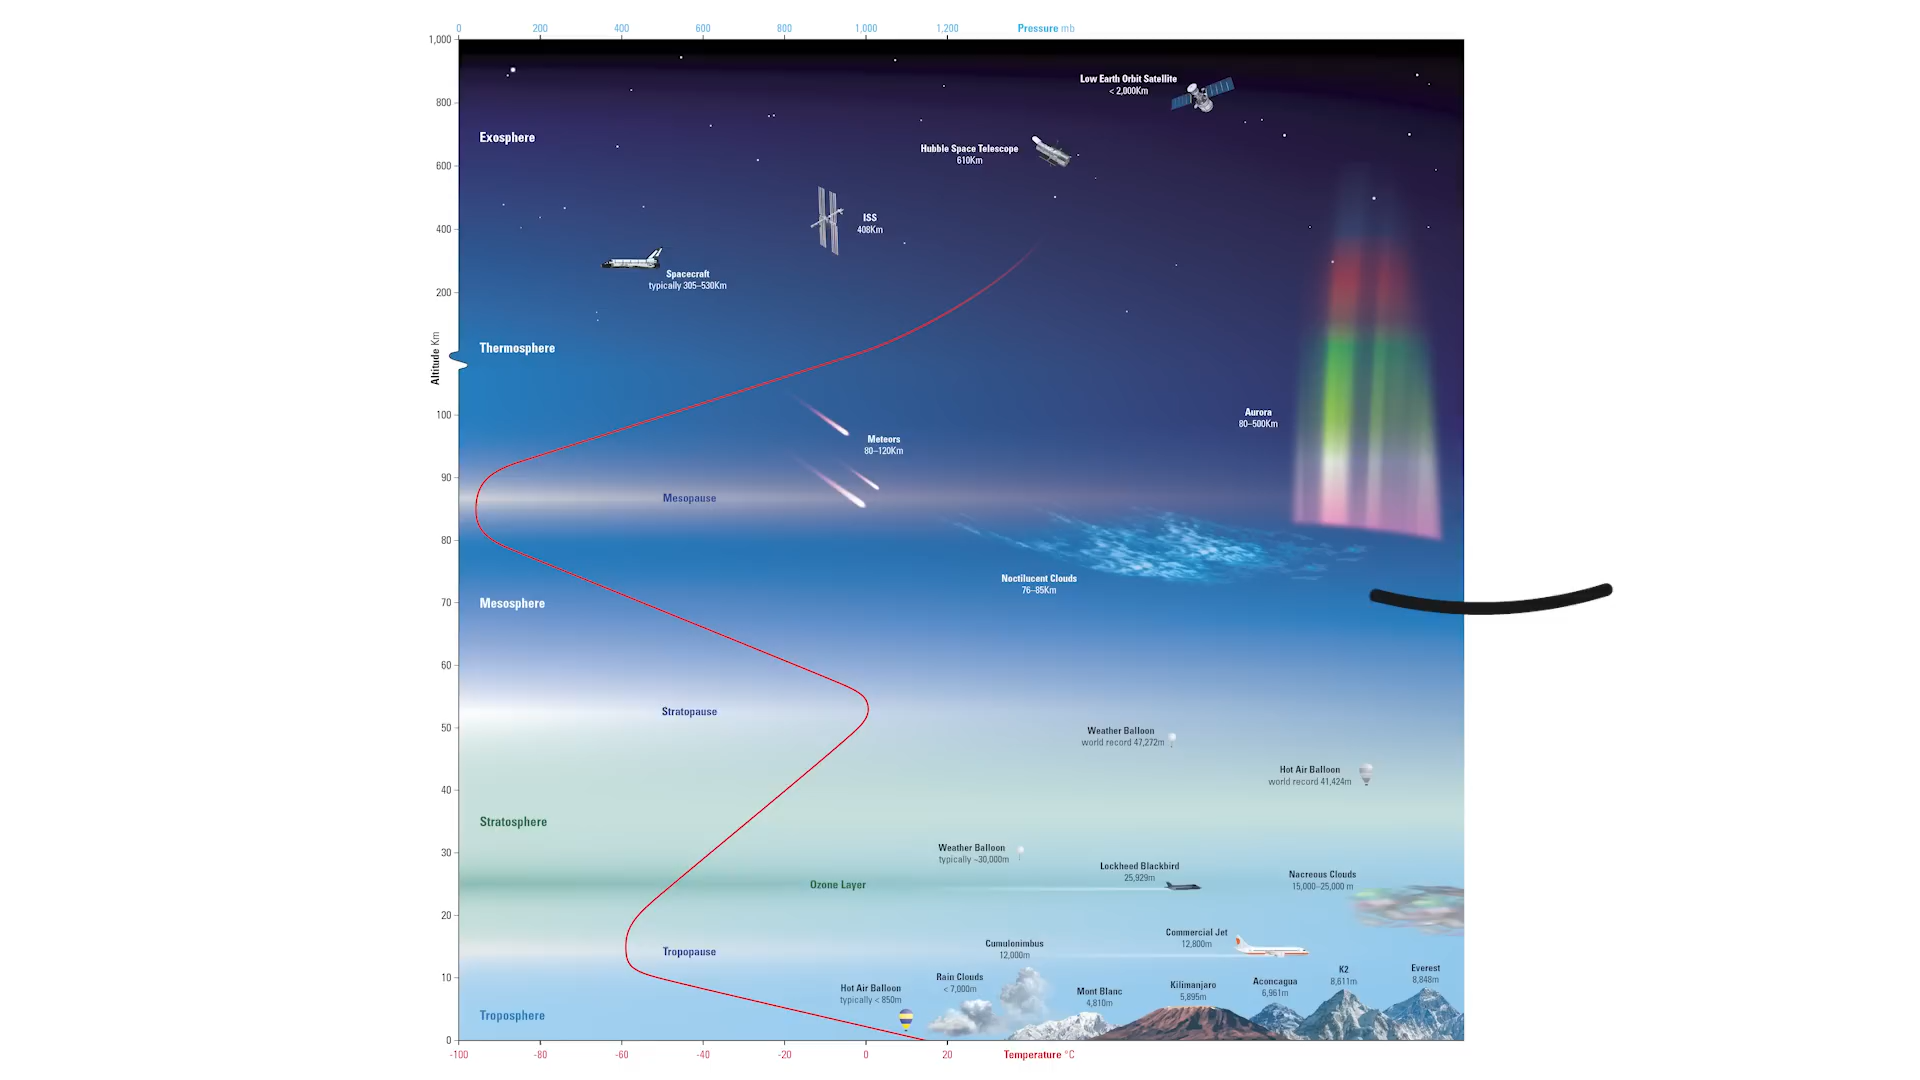 0 200 400 600 800 1,000 1,200 Pressure mb
1,000
Low Earth Orbit Satellite
< 2,000Km
800
Exosphere
Hubble Space Telescope
610Km
600
ISS
408Km
400
Spacecraft
typically 305–530Km
200
Altitude Km
Thermosphere
100
Aurora
80–500Km
Meteors
80–120Km
90
Mesopause
80
Noctilucent Clouds
76–85Km
70
Mesosphere
60
Stratopause
50
Weather Balloon
world record 47,272m
Hot Air Balloon
world record 41,424m
40
Stratosphere
30
Weather Balloon
typically ~30,000m
Lockheed Blackbird
25,929m
Nacreous Clouds
15,000–25,000 m
Ozone Layer
20
Commercial Jet
12,800m
Cumulonimbus
12,000m
Tropopause
10
Rain Clouds
< 7,000m
Hot Air Balloon
typically < 850m
Mont Blanc
4,810m
Kilimanjaro
5,895m
Aconcagua
6,961m
K2
8,611m
Everest
8,848m
Troposphere
0
-100 -80 -60 -40 -20 0 20 Temperature °C